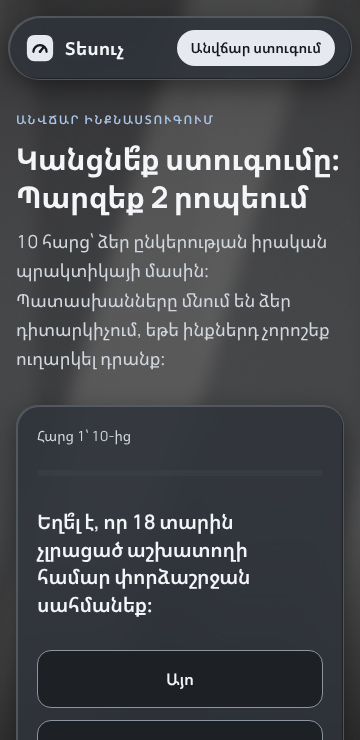 Տեսուչ
Անվճար ստուգում
ԱՆՎՃԱՐ ԻՆՔՆԱՍՏՈՒԳՈՒՄ
Կանցնե՞ք ստուգումը։
Պարզեք 2 րոպեում
10 հարց՝ ձեր ընկերության իրական
պրակտիկայի մասին։
Պատասխանները մնում են ձեր
դիտարկիչում, եթե ինքներդ չորոշեք
ուղարկել դրանք։
Հարց 1՝ 10-ից
Եղե՞լ է, որ 18 տարին
չլրացած աշխատողի
համար փորձաշրջան
սահմանեք։
Այո